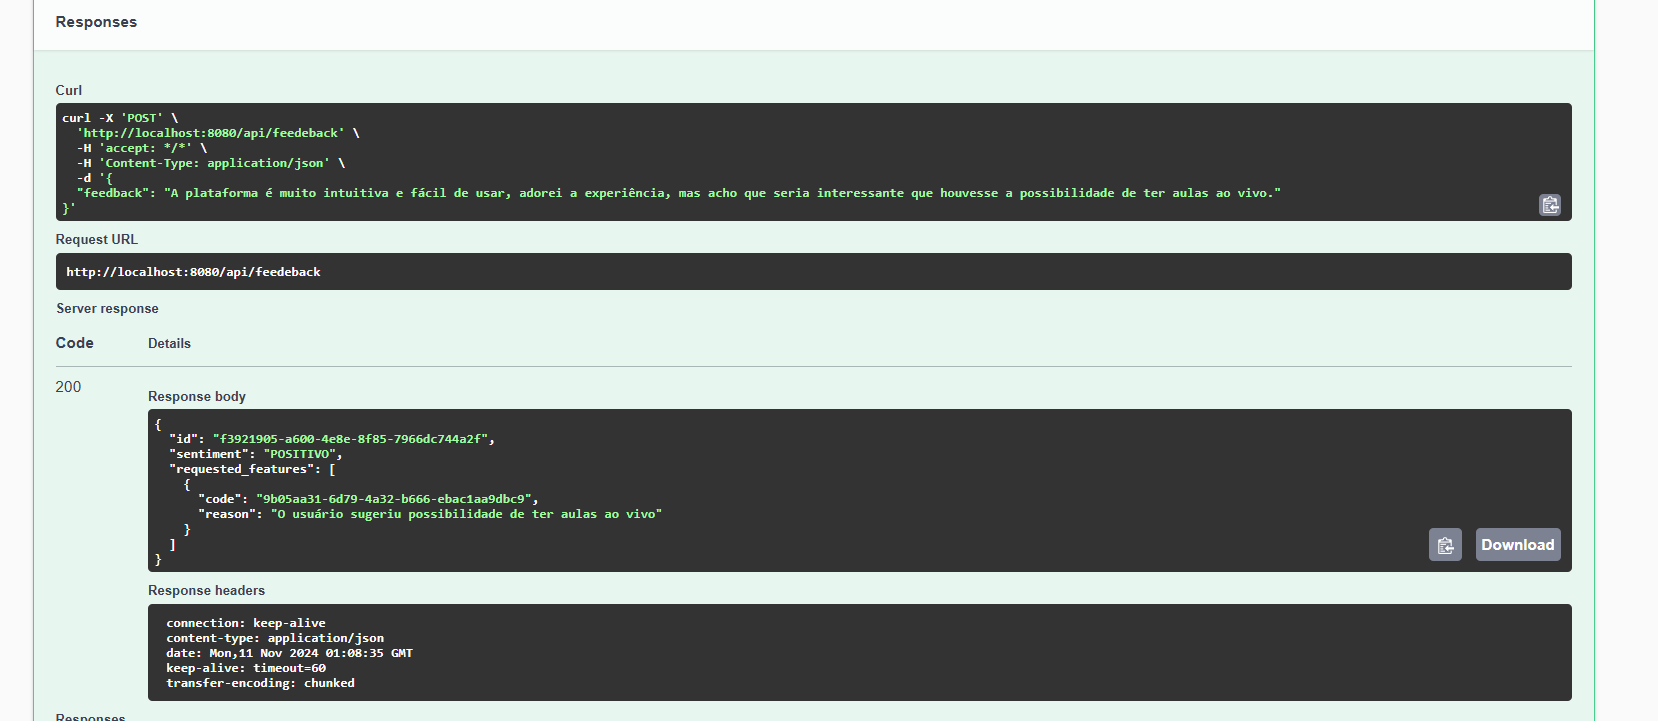 Responses
Curl
curl -X 'POST' \
  'http://localhost:8080/api/feedeback' \
  -H 'accept: */*' \
  -H 'Content-Type: application/json' \
  -d '{
  "feedback": "A plataforma é muito intuitiva e fácil de usar, adorei a experiência, mas acho que seria interessante que houvesse a possibilidade de ter aulas ao vivo."
}'
Request URL
http://localhost:8080/api/feedeback
Server response
Code Details
200
Response body
{
  "id": "f3921905-a600-4e8e-8f85-7966dc744a2f",
  "sentiment": "POSITIVO",
  "requested_features": [
    {
      "code": "9b05aa31-6d79-4a32-b666-ebac1aa9dbc9",
      "reason": "O usuário sugeriu possibilidade de ter aulas ao vivo"
    }
  ]
}
Download
Response headers
connection: keep-alive
content-type: application/json
date: Mon,11 Nov 2024 01:08:35 GMT
keep-alive: timeout=60
transfer-encoding: chunked
Responses